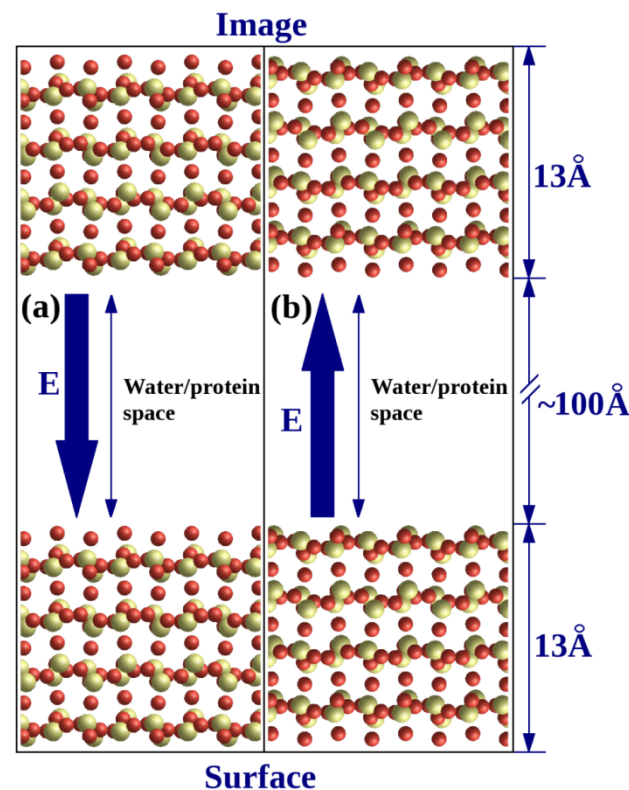 Image
13Å
(a)
(b)
E
Water/protein
space
E
Water/protein
space
~100Å
13Å
Surface